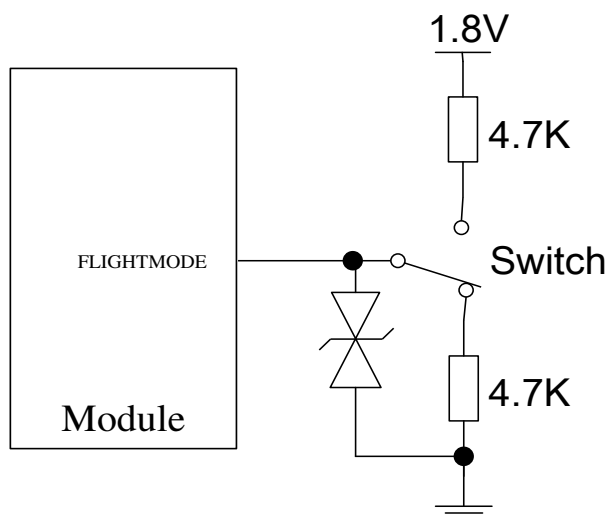 1.8V
4.7K
FLIGHTMODE
Switch
4.7K
Module